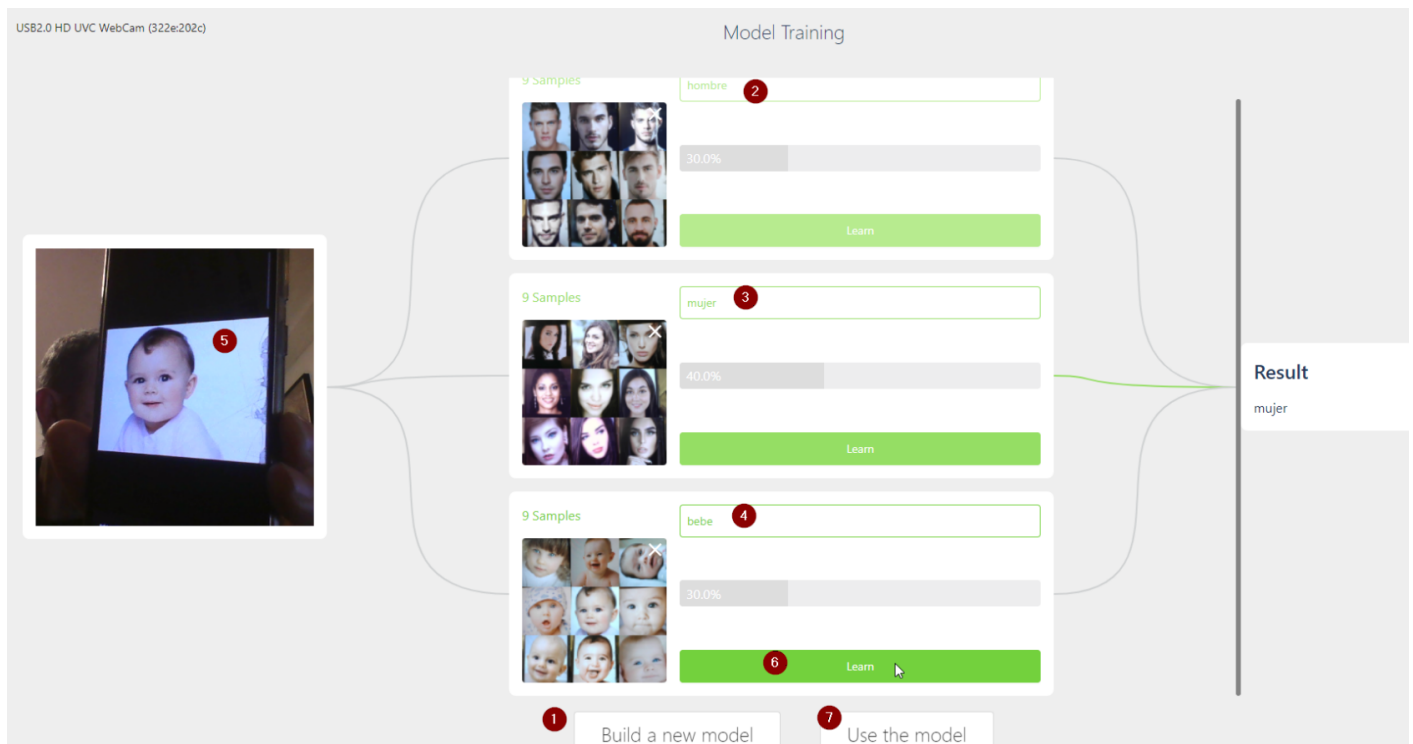 USB2.0 HD UVC WebCam (322e:202c)
Model Training
9 Samples
hombre
2
30.0%
Learn
9 Samples
mujer
3
40.0%
Learn
5
Result
mujer
9 Samples
bebe
4
30.0%
6
Learn
1
Build a new model
7
Use the model